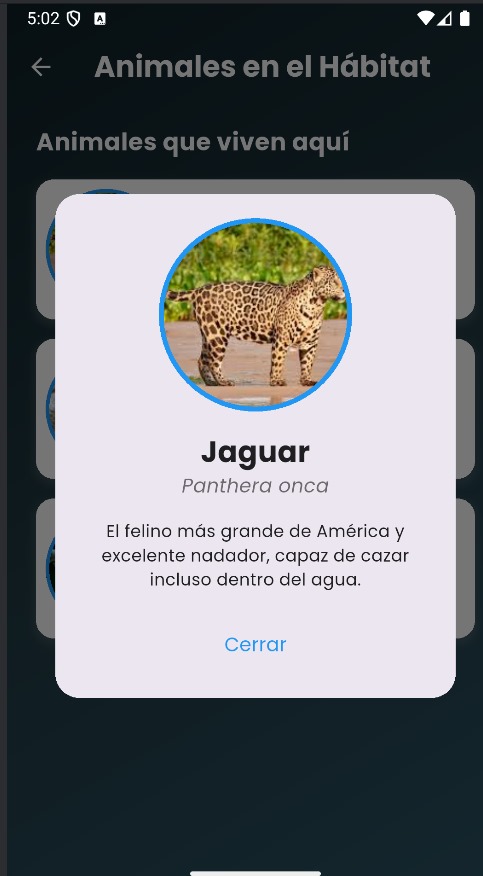 5:02
Animales en el Hábitat
Animales que viven aquí
Jaguar
Panthera onca
El felino más grande de América y
excelente nadador, capaz de cazar
incluso dentro del agua.
Cerrar